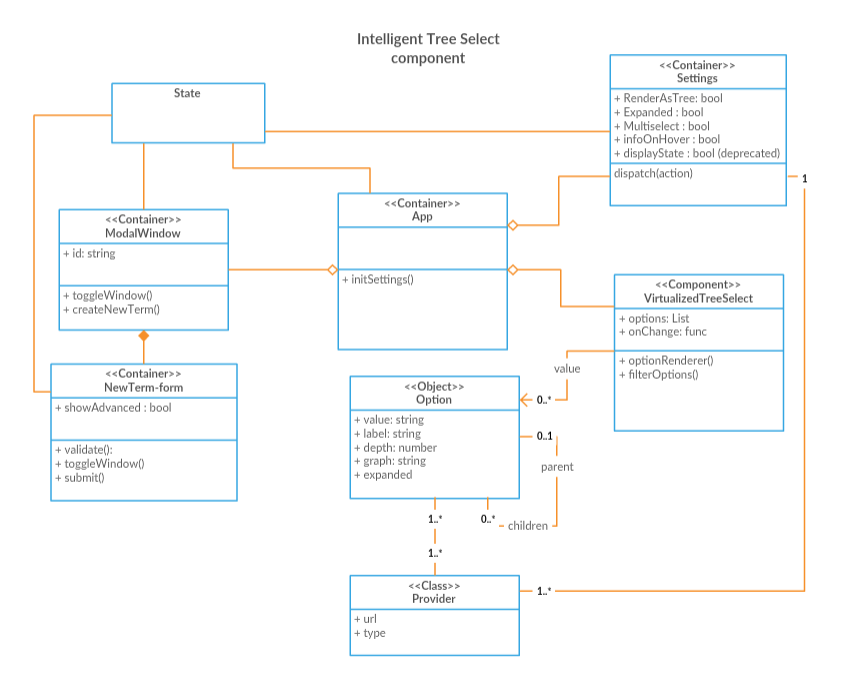 Intelligent Tree Select
component
State
<<Container>>
Settings
+ RenderAsTree: bool
+ Expanded : bool
+ Multiselect : bool
+ infoOnHover : bool
+ displayState : bool (deprecated)
dispatch(action)
1
<<Container>>
ModalWindow
+ id: string
+ toggleWindow()
+ createNewTerm()
<<Container>>
App
+ initSettings()
<<Component>>
VirtualizedTreeSelect
+ options: List
+ onChange: func
+ optionRenderer()
+ filterOptions()
<<Container>>
NewTerm-form
+ showAdvanced : bool
+ validate():
+ toggleWindow()
+ submit()
value
0..*
<<Object>>
Option
+ value: string
+ label: string
+ depth: number
+ graph: string
+ expanded
0..1
parent
1..*
0..*
children
1..*
<<Class>>
Provider
+ url
+ type
1..*